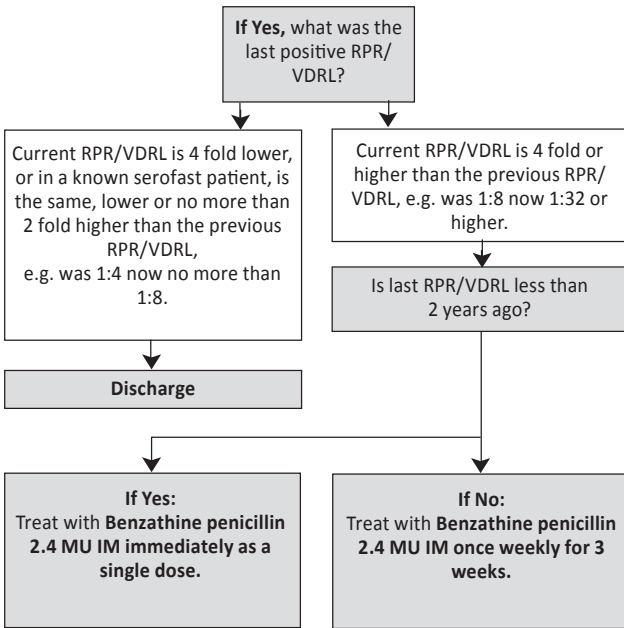 If Yes, what was the
last positive RPR/
VDRL?
Current RPR/VDRL is 4 fold lower,
or in a known serofast patient, is
the same, lower or no more than
2 fold higher than the previous
RPR/VDRL,
e.g. was 1:4 now no more than
1:8.
Current RPR/VDRL is 4 fold or
higher than the previous RPR/
VDRL, e.g. was 1:8 now 1:32 or
higher.
Is last RPR/VDRL less than
2 years ago?
Discharge
If Yes:
Treat with Benzathine penicillin
2.4 MU IM immediately as a
single dose.
If No:
Treat with Benzathine penicillin
2.4 MU IM once weekly for 3
weeks.